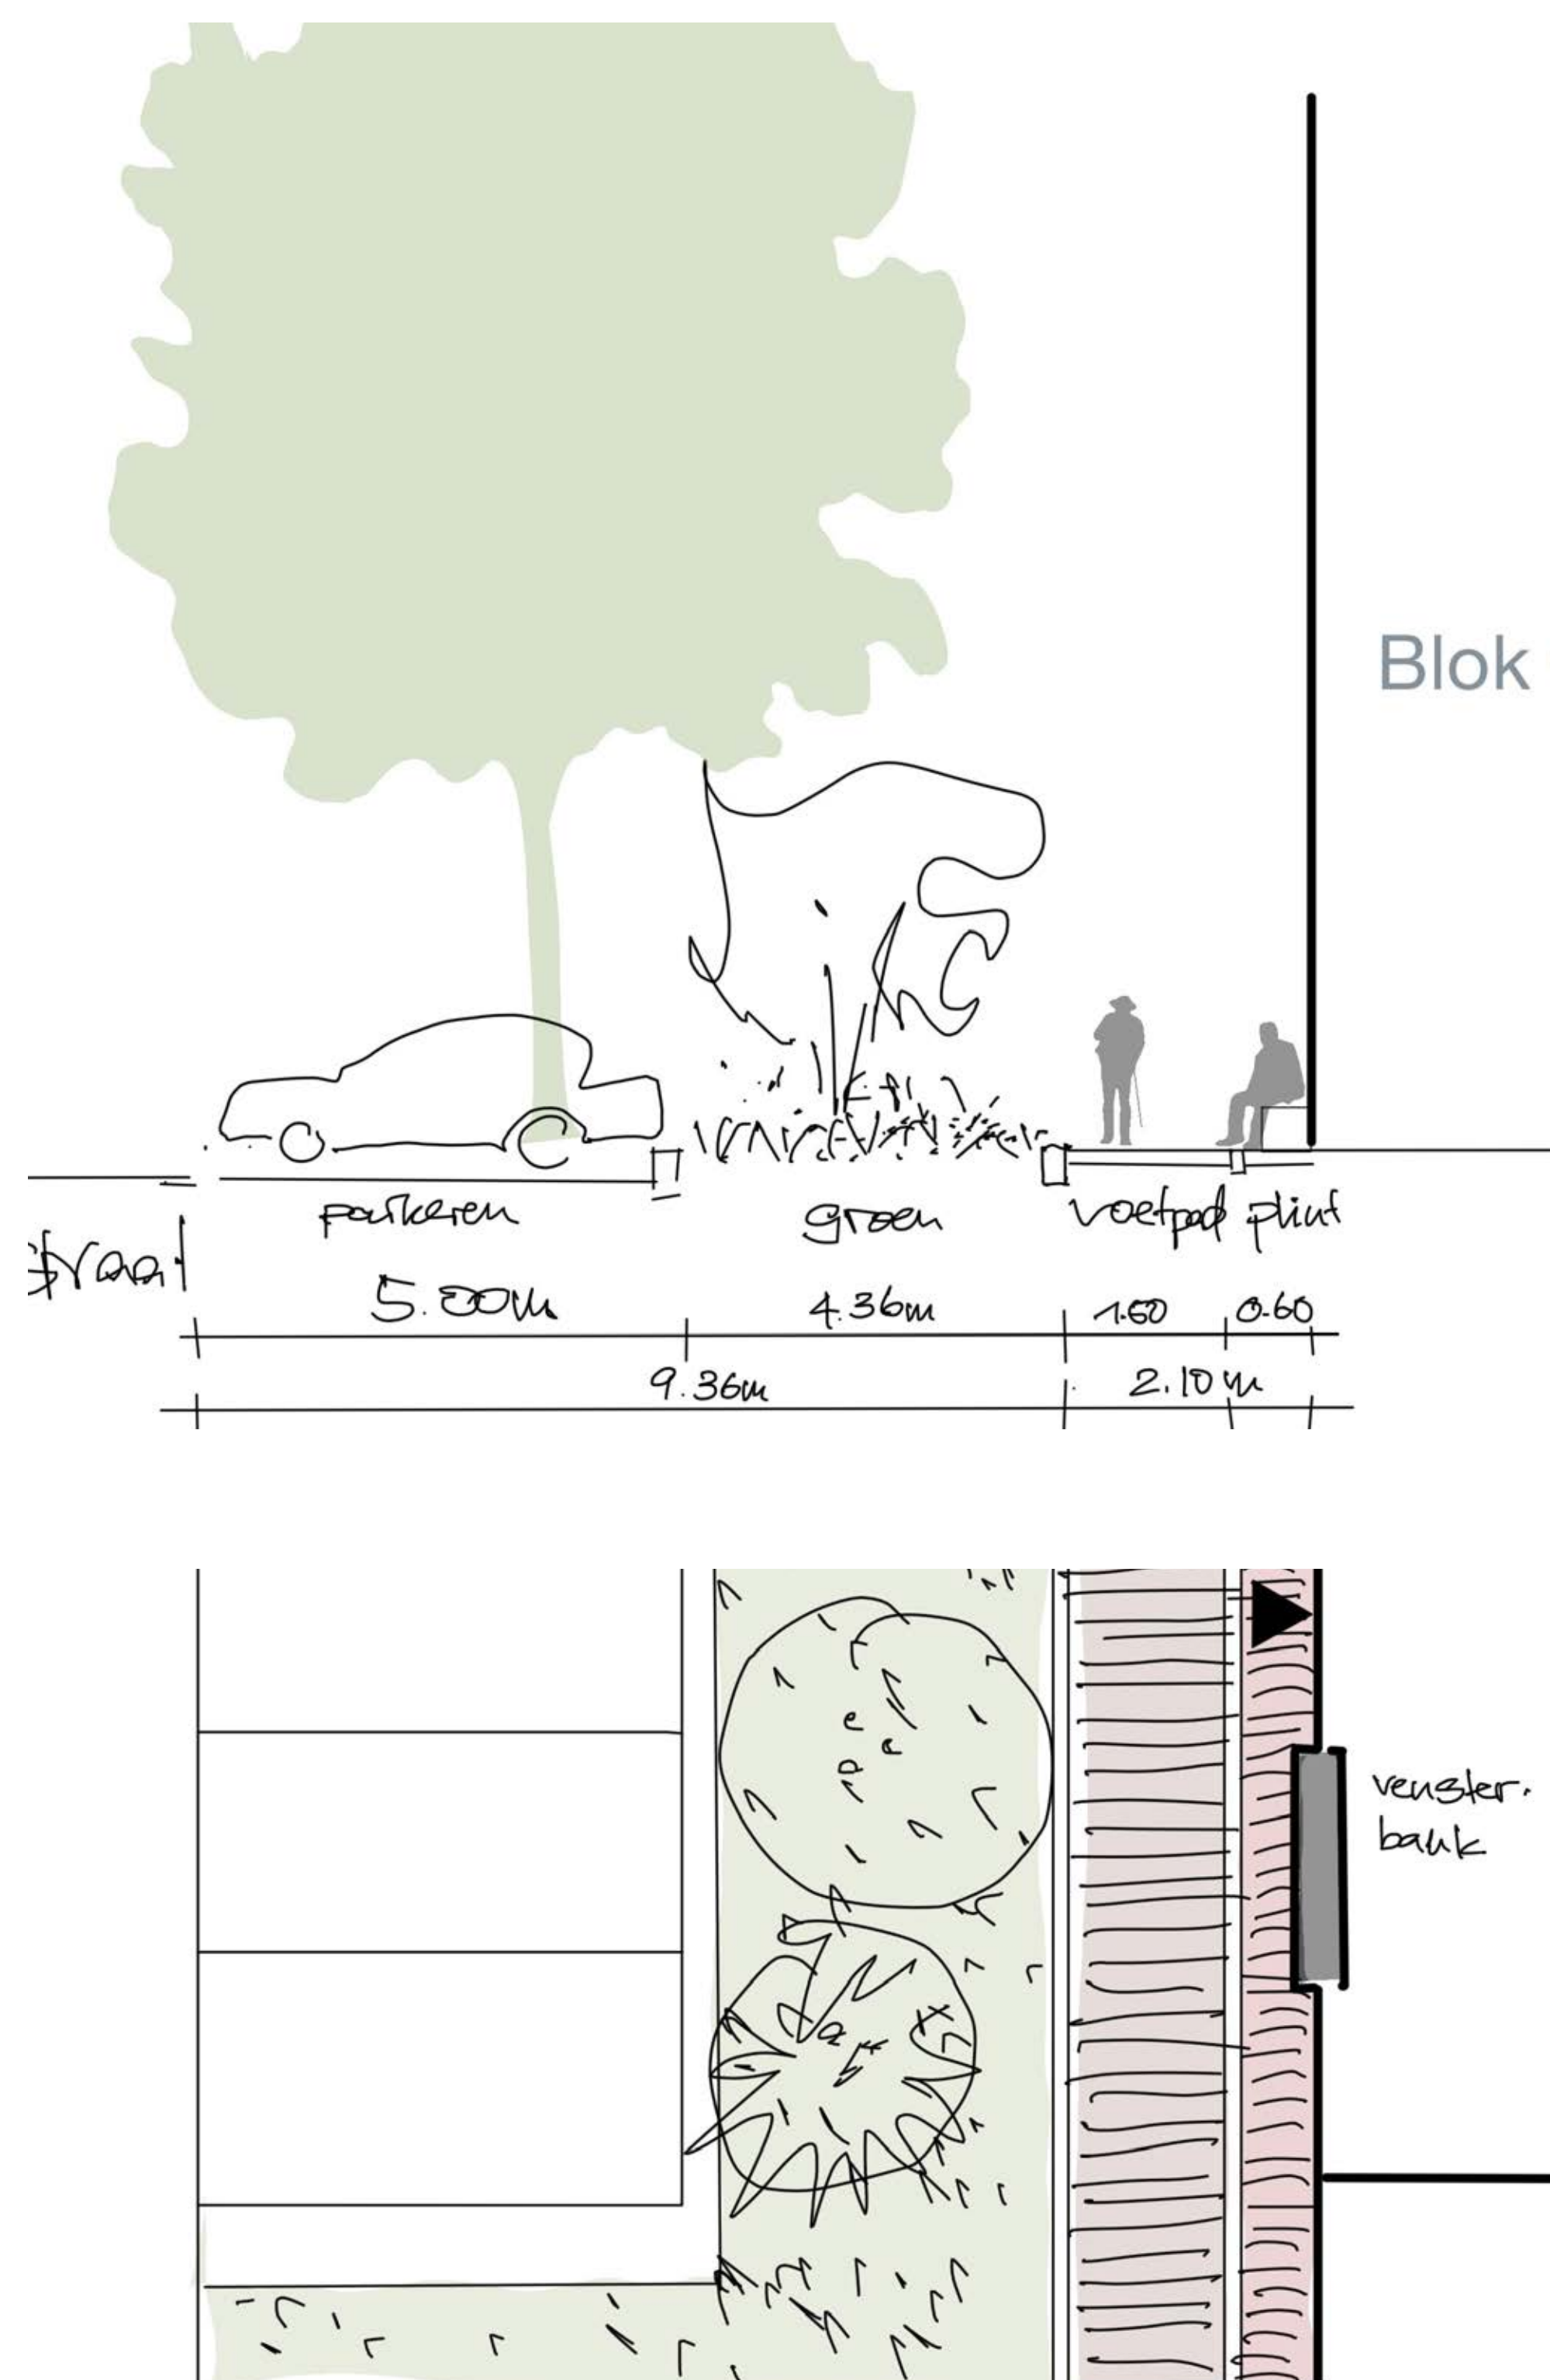 Blok
parkeren groen voetpad plint
straat
5.00m 4.36m 1.50 0.60
9.36m 2.10m
venster.
bank